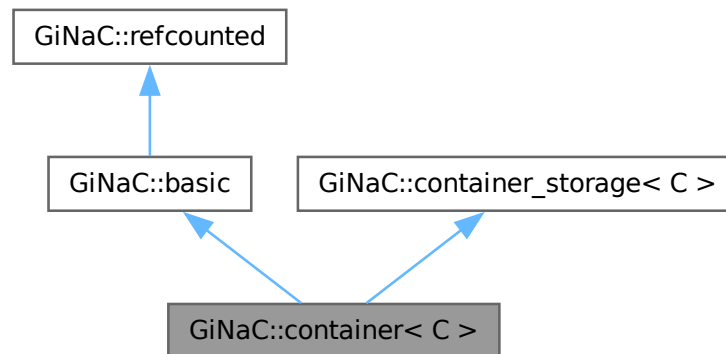 GiNaC::refcounted
GiNaC::basic
GiNaC::container_storage< C >
GiNaC::container< C >